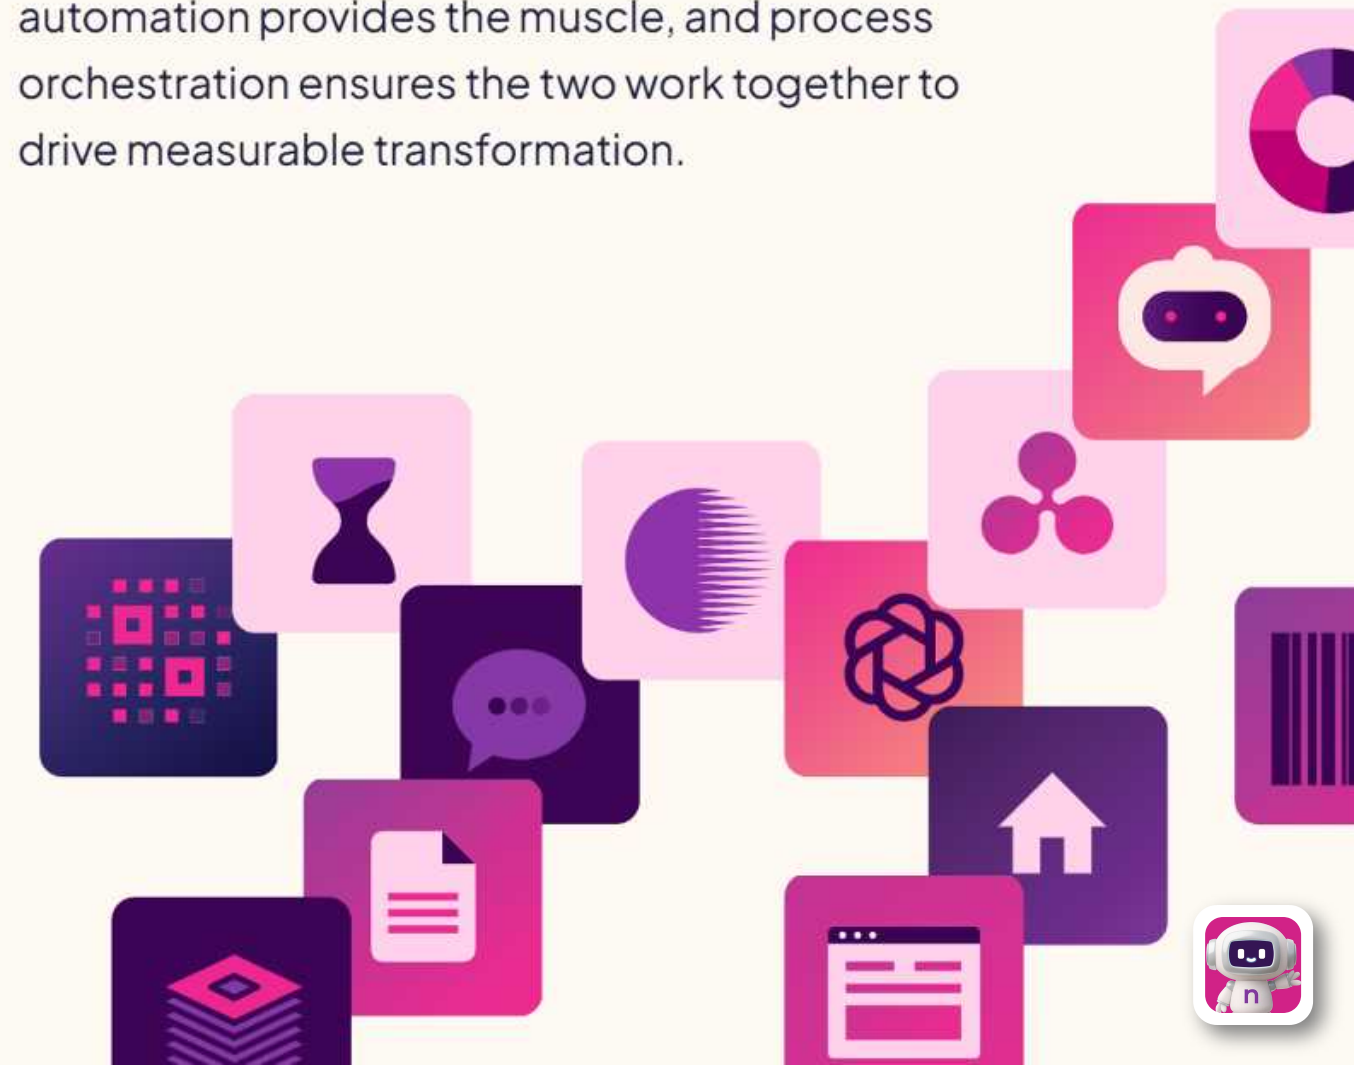 automation provides the muscle, and process
orchestration ensures the two work together to
drive measurable transformation.
n